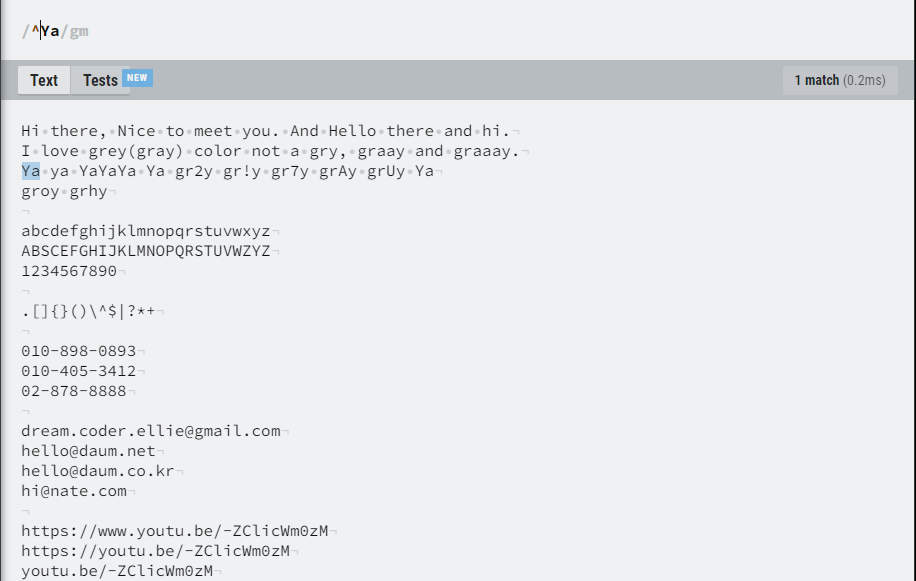 /^Ya/gm
Text Tests NEW 1 match (0.2ms)
Hi there, Nice to meet you. And Hello there and hi.
I love grey(gray) color not a gry, graay and graaay.
Ya ya YaYaYa Ya gr2y gr!y gr7y grAy grUy Ya
groy grhy
abcdefghijklmnopqrstuvwxyz
ABSCEFGHIJKLMNOPQRSTUVWZYZ
1234567890
.[]{}()\^$|?*+
010-898-0893
010-405-3412
02-878-8888
dream.coder.ellie@gmail.com
hello@daum.net
hello@daum.co.kr
hi@nate.com
https://www.youtu.be/-ZClicWm0zM
https://youtu.be/-ZClicWm0zM
youtu.be/-ZClicWm0zM